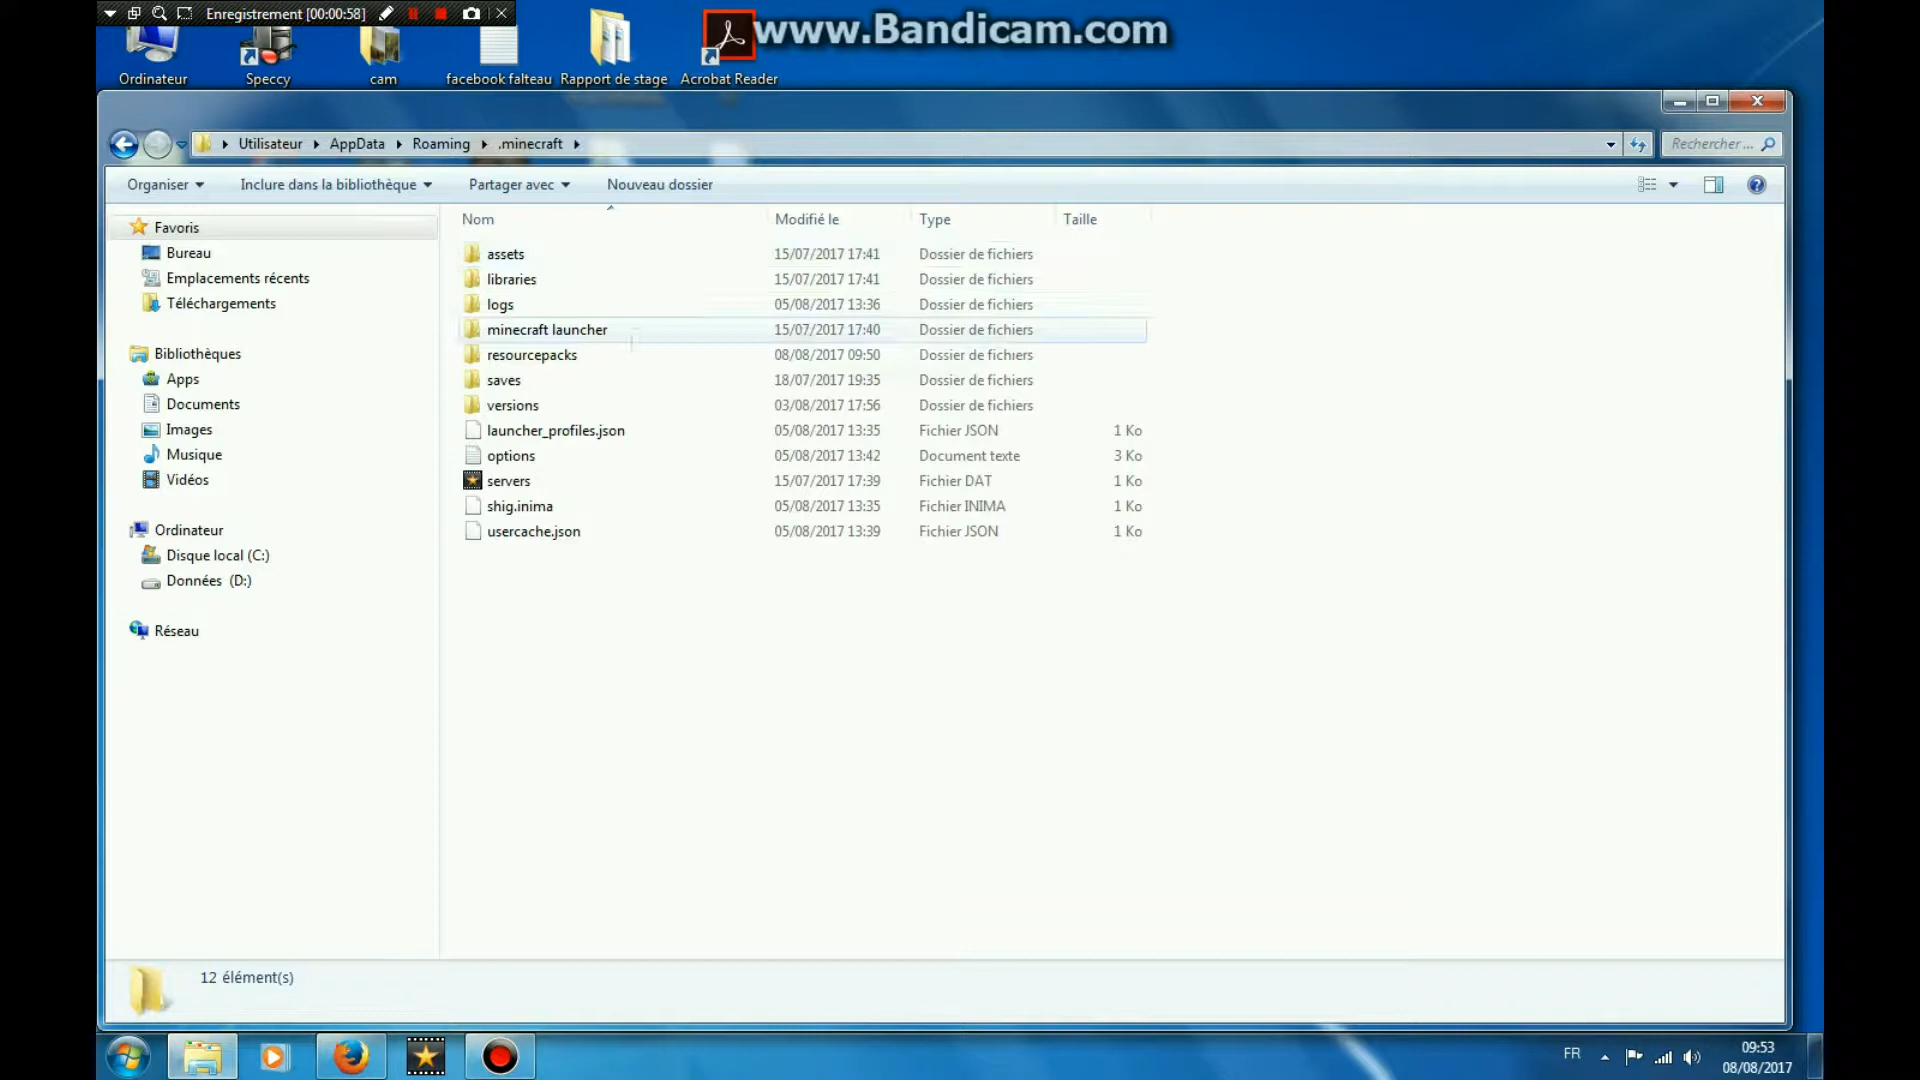 Enregistrement [00:00:58]
www.Bandicam.com
Ordinateur Speccy cam facebook falteau Rapport de stage Acrobat Reader
Utilisateur AppData Roaming .minecraft
Rechercher ...
Organiser Inclure dans la bibliothèque Partager avec Nouveau dossier
Nom Modifié le Type Taille
Favoris
Bureau
Emplacements récents
Téléchargements
Bibliothèques
Apps
Documents
Images
Musique
Vidéos
Ordinateur
Disque local (C:)
Données (D:)
Réseau
assets 15/07/2017 17:41 Dossier de fichiers
libraries 15/07/2017 17:41 Dossier de fichiers
logs 05/08/2017 13:36 Dossier de fichiers
minecraft launcher 15/07/2017 17:40 Dossier de fichiers
resourcepacks 08/08/2017 09:50 Dossier de fichiers
saves 18/07/2017 19:35 Dossier de fichiers
versions 03/08/2017 17:56 Dossier de fichiers
launcher_profiles.json 05/08/2017 13:35 Fichier JSON 1 Ko
options 05/08/2017 13:42 Document texte 3 Ko
servers 15/07/2017 17:39 Fichier DAT 1 Ko
shig.inima 05/08/2017 13:35 Fichier INIMA 1 Ko
usercache.json 05/08/2017 13:39 Fichier JSON 1 Ko
12 élément(s)
FR
09:53
08/08/2017